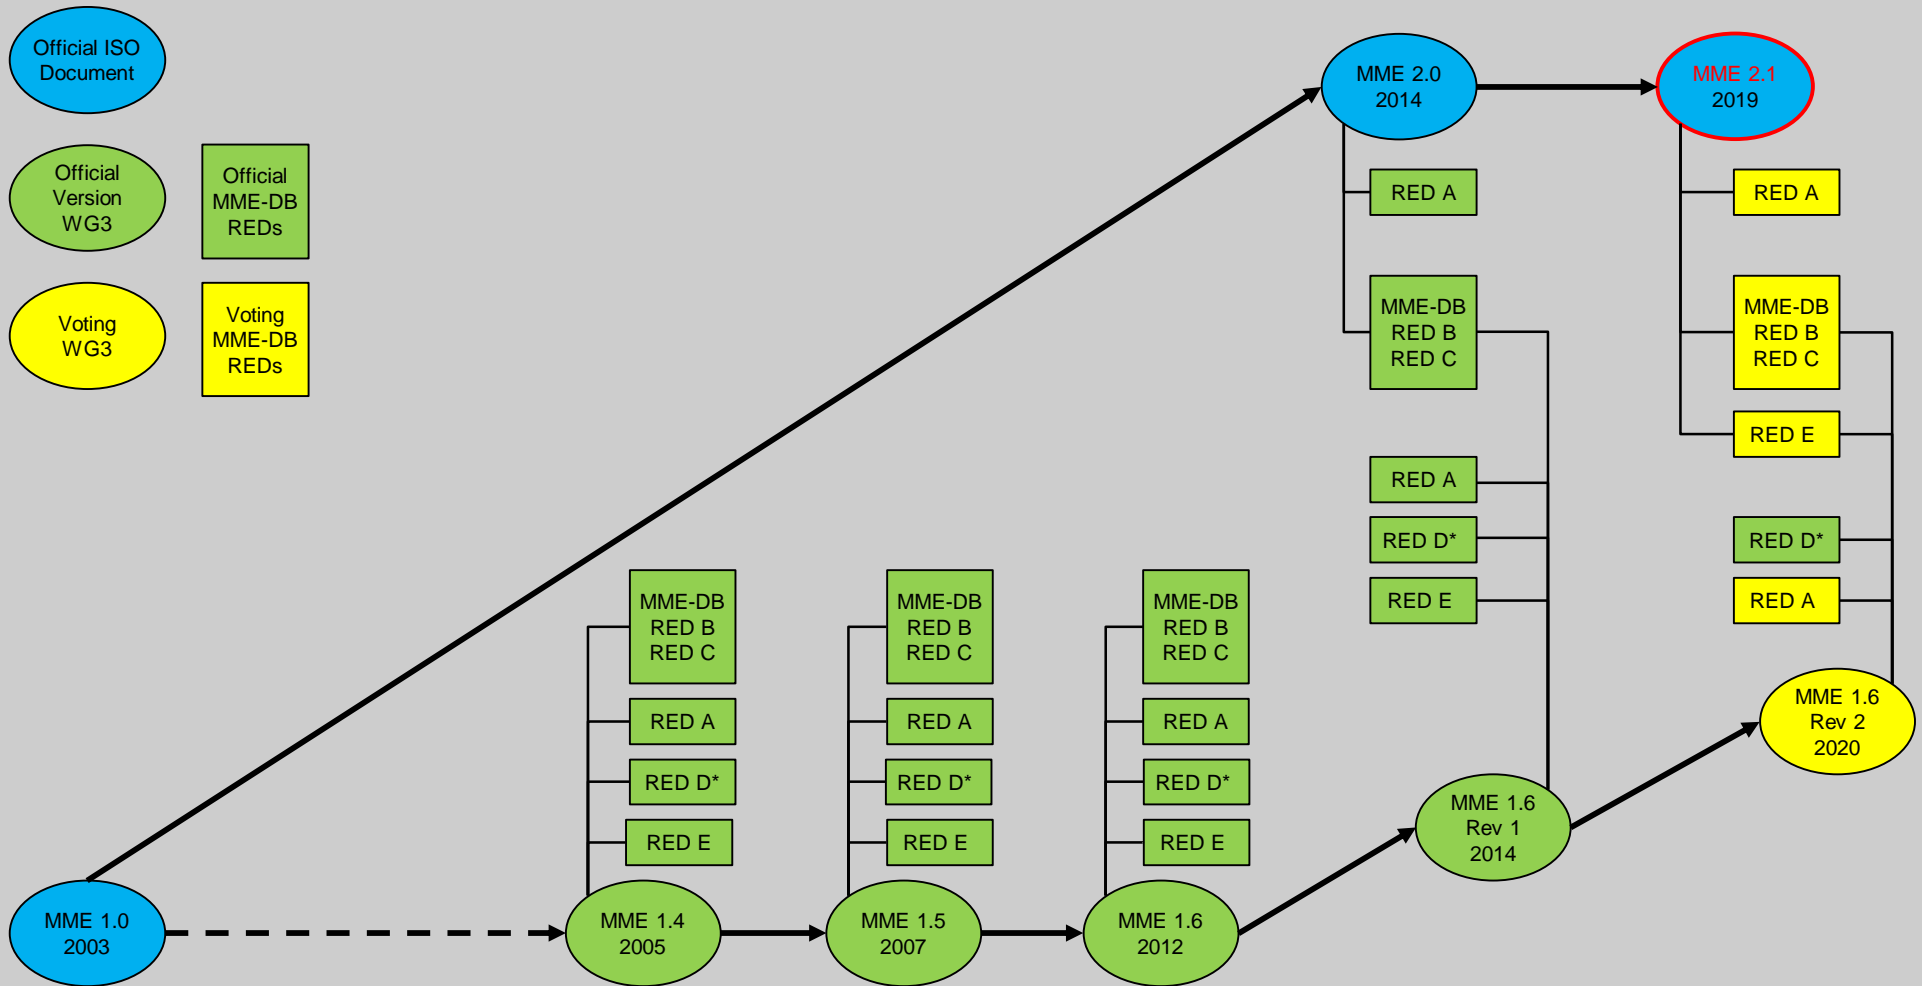 Official ISO
Document
Official
Version
WG3
Official
MME-DB
REDs
Voting
WG3
Voting
MME-DB
REDs
MME 2.0
2014
MME 2.1
2019
RED A
MME-DB
RED B
RED C
RED A
RED D*
RED E
RED A
MME-DB
RED B
RED C
RED E
RED D*
RED A
MME-DB
RED B
RED C
RED A
RED D*
RED E
MME-DB
RED B
RED C
RED A
RED D*
RED E
MME-DB
RED B
RED C
RED A
RED D*
RED E
MME 1.0
2003
MME 1.4
2005
MME 1.5
2007
MME 1.6
2012
MME 1.6
Rev 1
2014
MME 1.6
Rev 2
2020